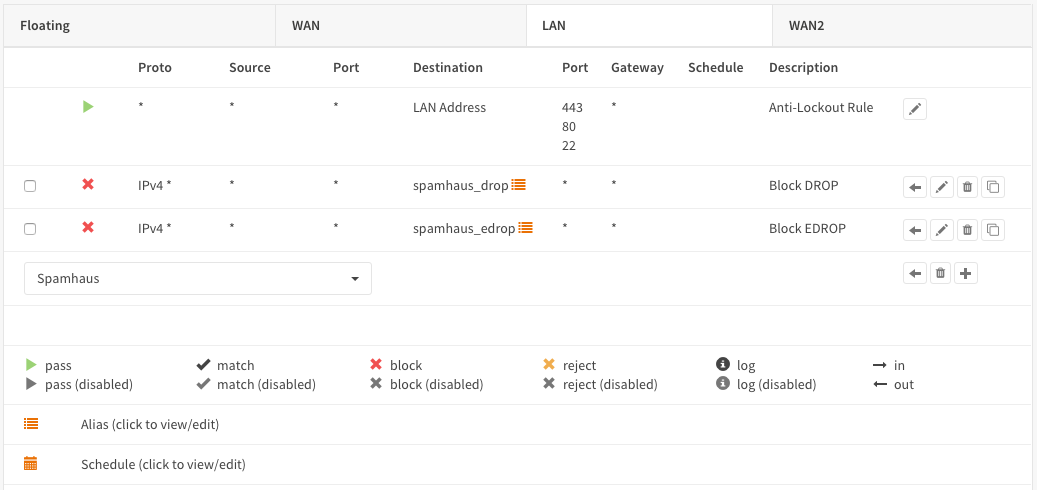 Floating WAN LAN WAN2
Proto Source Port Destination Port Gateway Schedule Description
* * * LAN Address 443 * Anti-Lockout Rule
80
22
IPv4 * * * spamhaus_drop * * Block DROP
IPv4 * * * spamhaus_edrop * * Block EDROP
Spamhaus
pass match block reject log in
pass (disabled) match (disabled) block (disabled) reject (disabled) log (disabled) out
Alias (click to view/edit)
Schedule (click to view/edit)